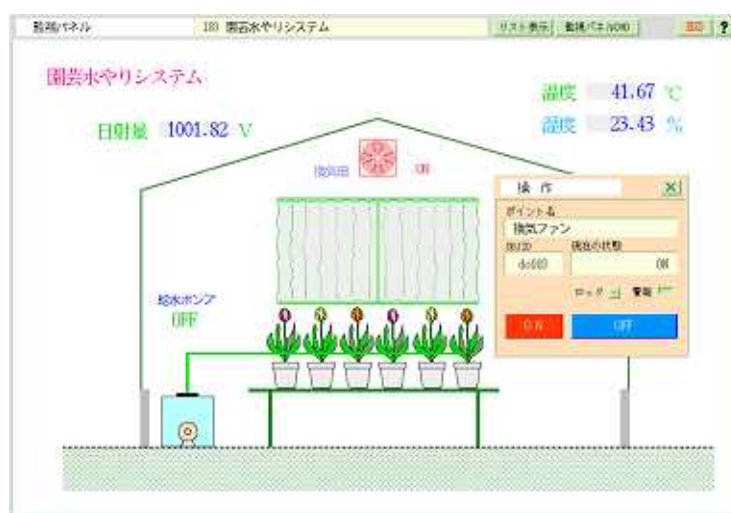 監視パネル 園芸水やりシステム リスト表示 ?
園芸水やりシステム
温度 41.67 ℃
日射量 1001.82 V
湿度 23.43 %
ON
操作 X
ポイント名
換気ファン
現在の状態
ON
ロック 警報
給水ポンプ
OFF
ON OFF